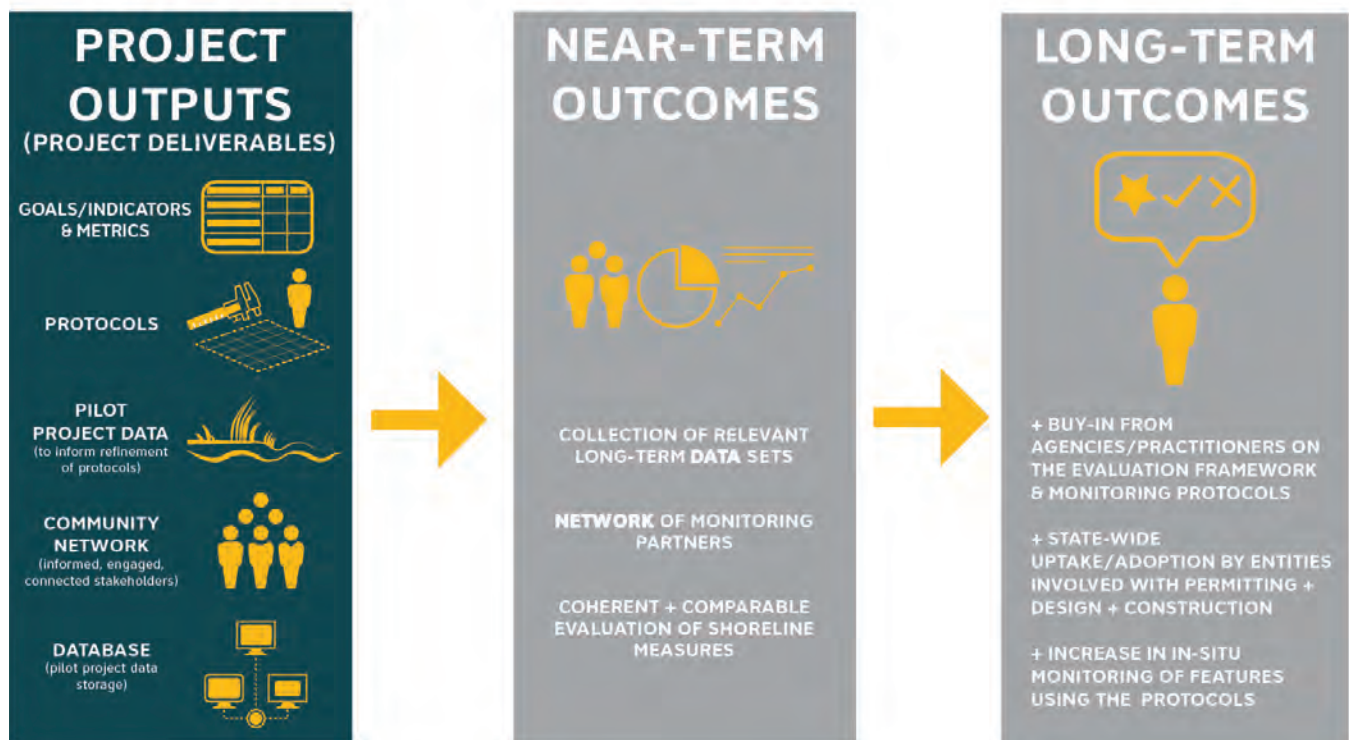 PROJECT
OUTPUTS
(PROJECT DELIVERABLES)
GOALS/INDICATORS
& METRICS
PROTOCOLS
PILOT
PROJECT DATA
(to inform refinement
of protocols)
COMMUNITY
NETWORK
(informed, engaged,
connected stakeholders)
DATABASE
(pilot project data
storage)
NEAR-TERM
OUTCOMES
COLLECTION OF RELEVANT
LONG-TERM DATA SETS
NETWORK OF MONITORING
PARTNERS
COHERENT + COMPARABLE
EVALUATION OF SHORELINE
MEASURES
LONG-TERM
OUTCOMES
+ BUY-IN FROM
AGENCIES/PRACTITIONERS ON
THE EVALUATION FRAMEWORK
& MONITORING PROTOCOLS
+ STATE-WIDE
UPTAKE/ADOPTION BY ENTITIES
INVOLVED WITH PERMITTING +
DESIGN + CONSTRUCTION
+ INCREASE IN IN-SITU
MONITORING OF FEATURES
USING THE PROTOCOLS